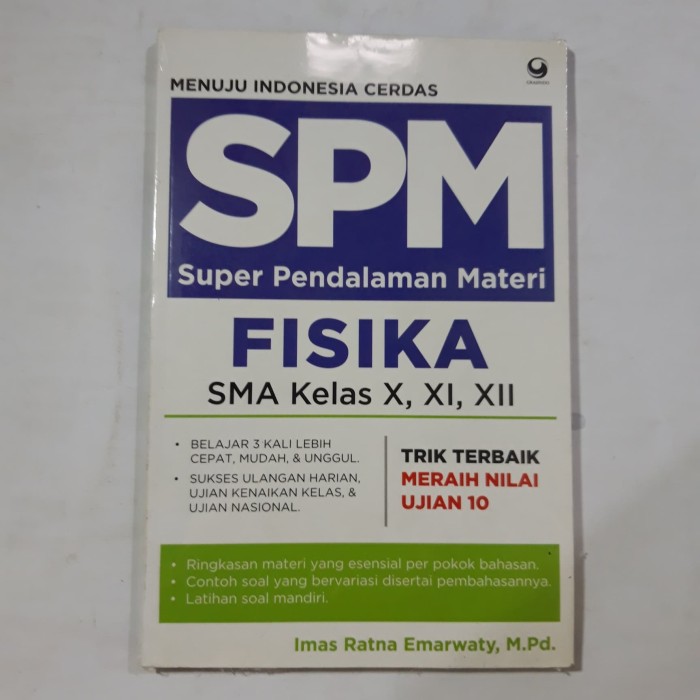 MENUJU INDONESIA CERDAS
SPM
Super Pendalaman Materi
FISIKA
SMA Kelas X, XI, XII
• BELAJAR 3 KALI LEBIH
CEPAT, MUDAH, & UNGGUL.
• SUKSES ULANGAN HARIAN,
UJIAN KENAIKAN KELAS, &
UJIAN NASIONAL.
TRIK TERBAIK
MERAIH NILAI
UJIAN 10
• Ringkasan materi yang esensial per pokok bahasan.
• Contoh soal yang bervariasi disertai pembahasannya.
• Latihan soal mandiri.
Imas Ratna Emarwaty, M.Pd.